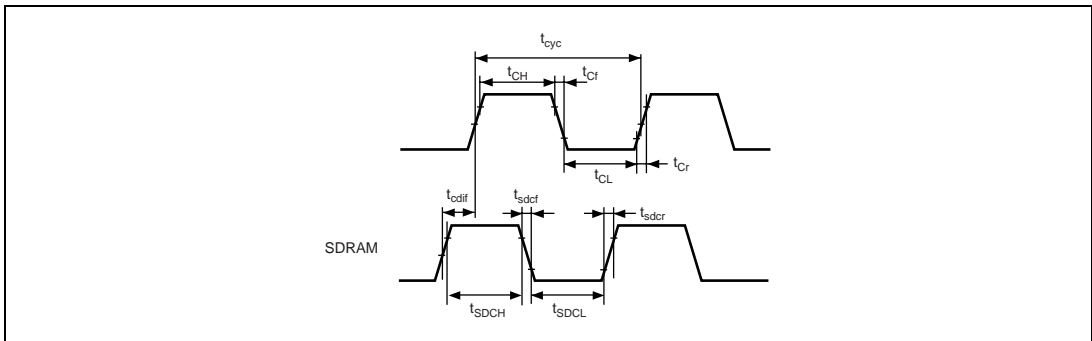 tcyc
tCH tCf
tCL tCr
tcdif tsdcf tsdcr
SDRAM
tSDCH tSDCL